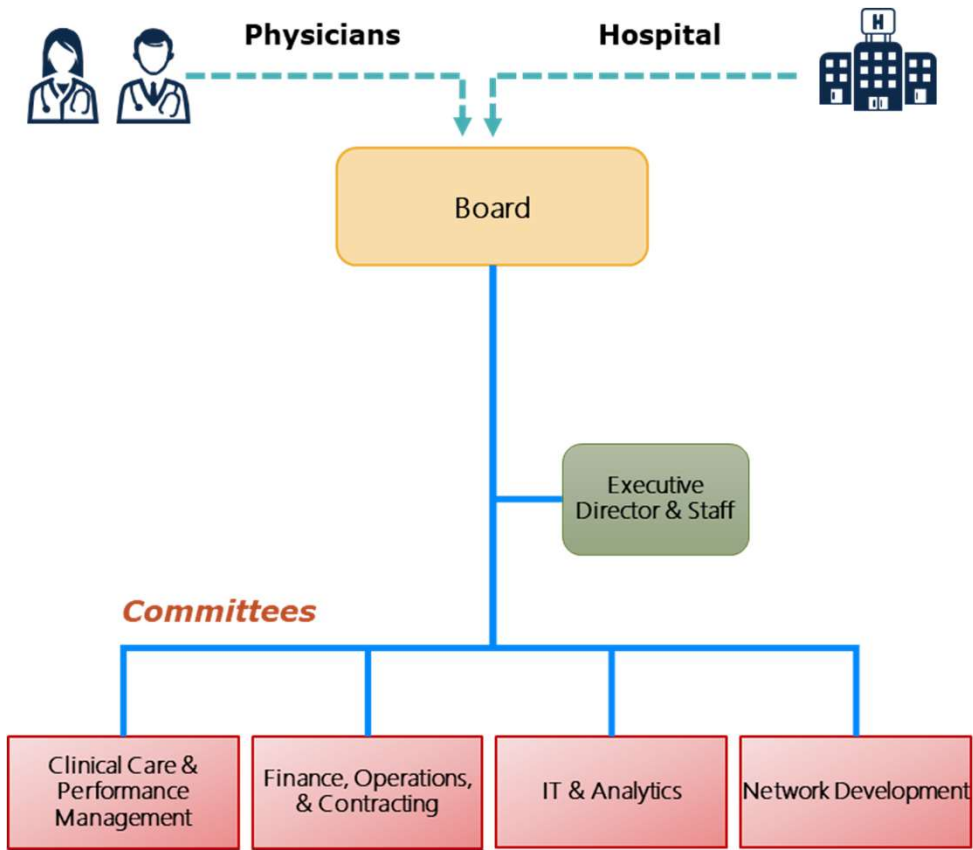 Physicians
Hospital
H
Board
Executive
Director & Staff
Committees
Clinical Care &
Performance
Management
Finance, Operations,
& Contracting
IT & Analytics
Network Development